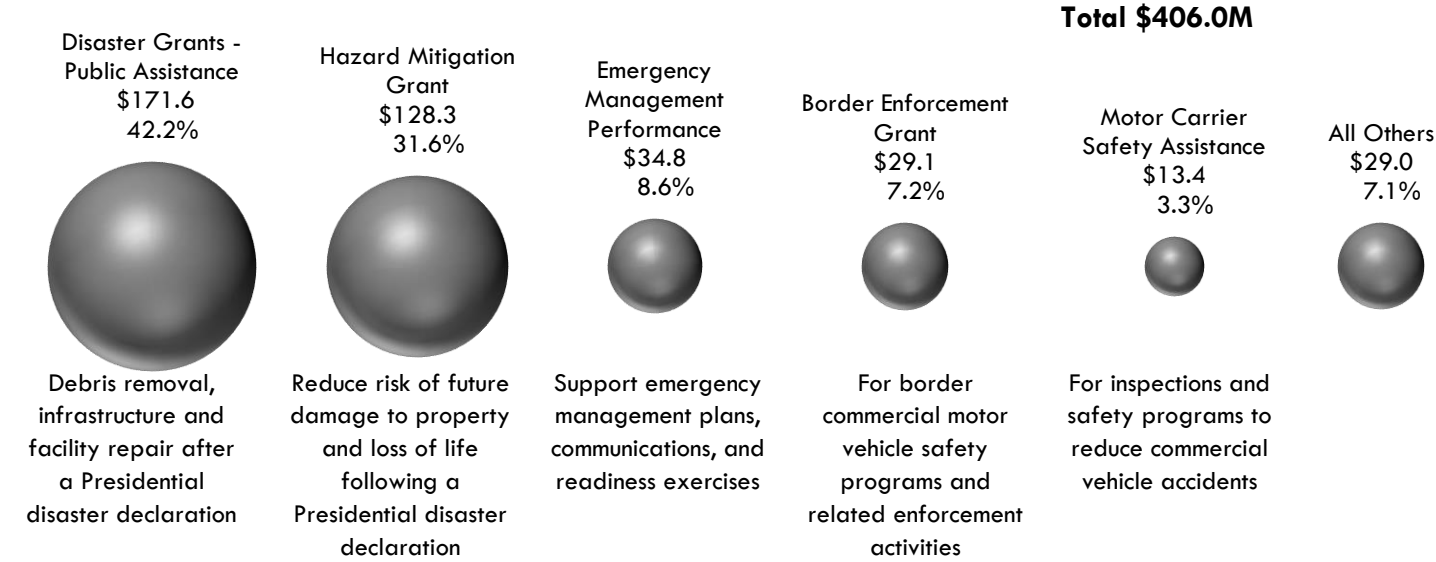 Total $406.0M
Disaster Grants -
Public Assistance
$171.6
42.2%
Hazard Mitigation
Grant
$128.3
31.6%
Emergency
Management
Performance
$34.8
8.6%
Border Enforcement
Grant
$29.1
7.2%
Motor Carrier
Safety Assistance
$13.4
3.3%
All Others
$29.0
7.1%
Debris removal,
infrastructure and
facility repair after
a Presidential
disaster declaration
Reduce risk of future
damage to property
and loss of life
following a
Presidential disaster
declaration
Support emergency
management plans,
communications, and
readiness exercises
For border
commercial motor
vehicle safety
programs and
related enforcement
activities
For inspections and
safety programs to
reduce commercial
vehicle accidents